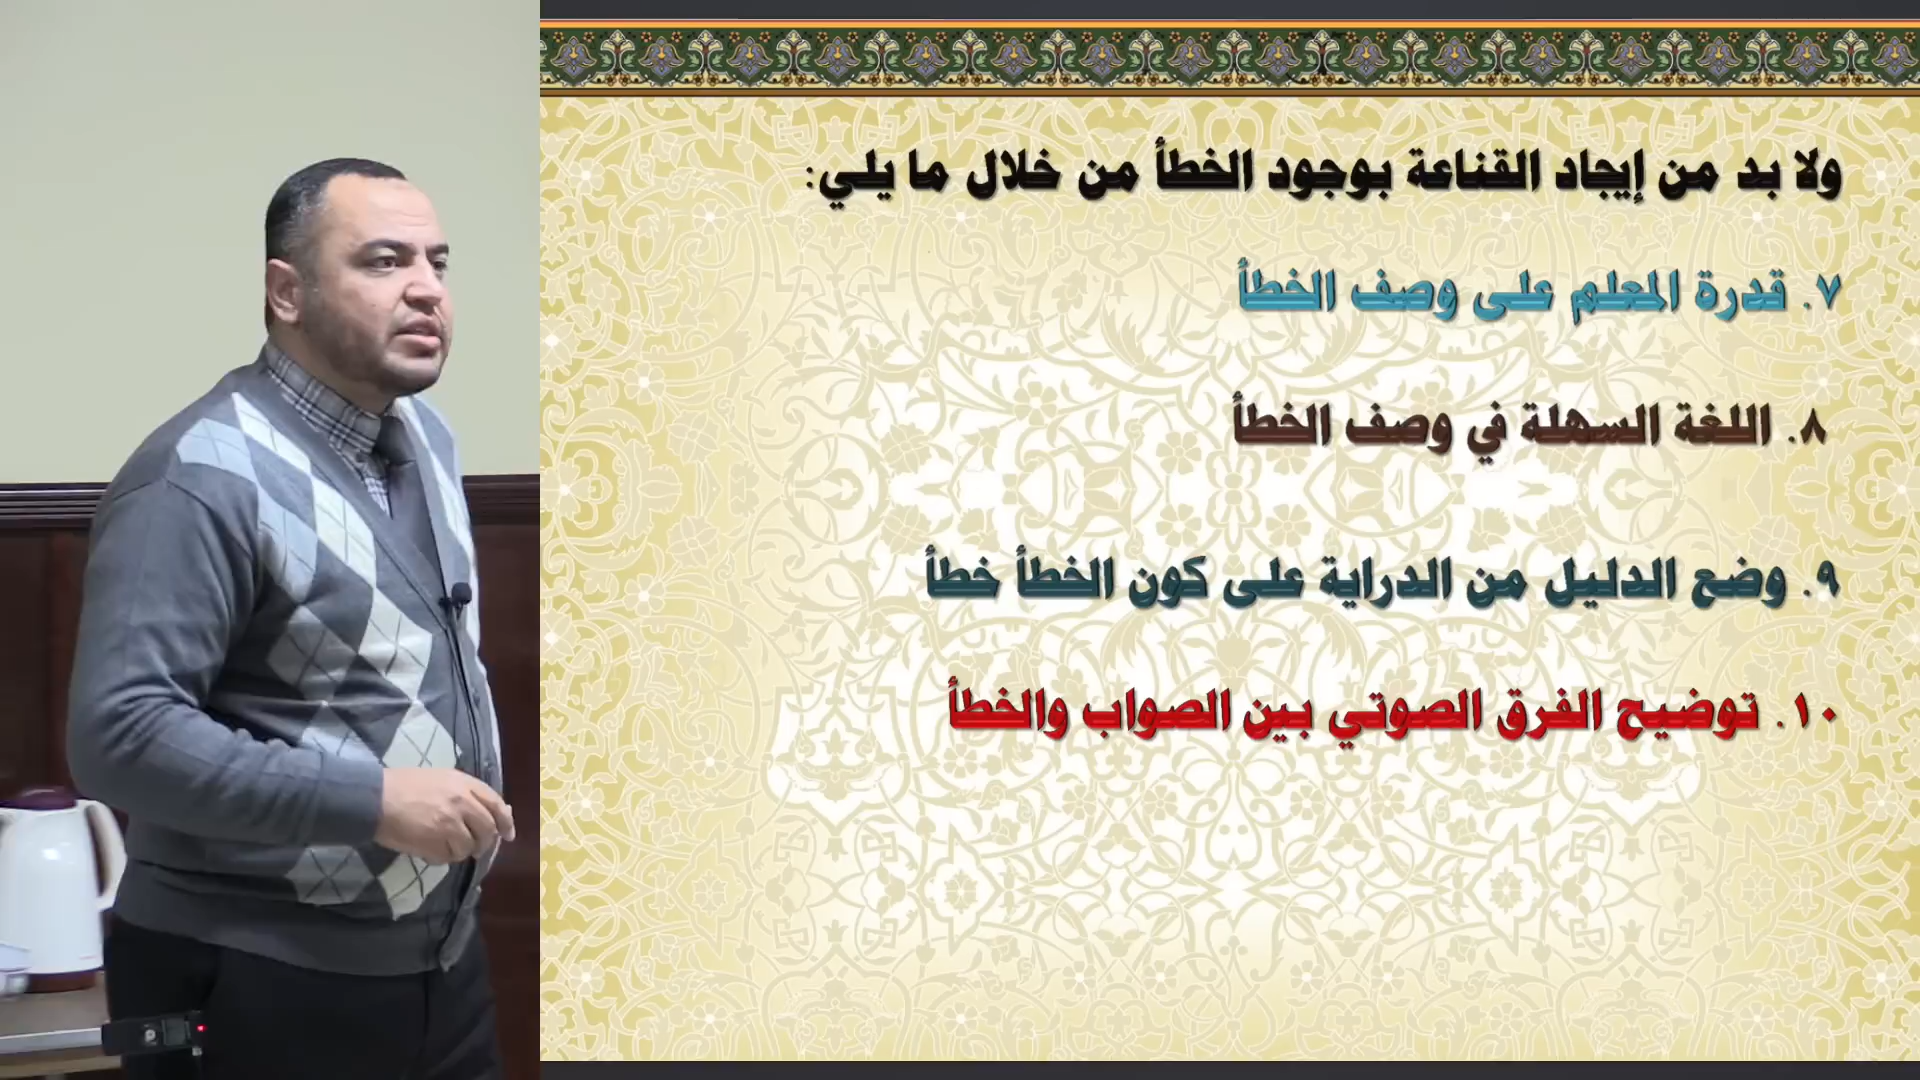 ولا بد من إيجاد القناعة بوجود الخطأ من خلال ما يلي:
٧. قدرة المعلم على وصف الخطأ
٨. اللغة السهلة في وصف الخطأ
٩. وضع الدليل من الدراية على كون الخطأ خطأ
١٠. توضيح الفرق الصوتي بين الصواب والخطأ